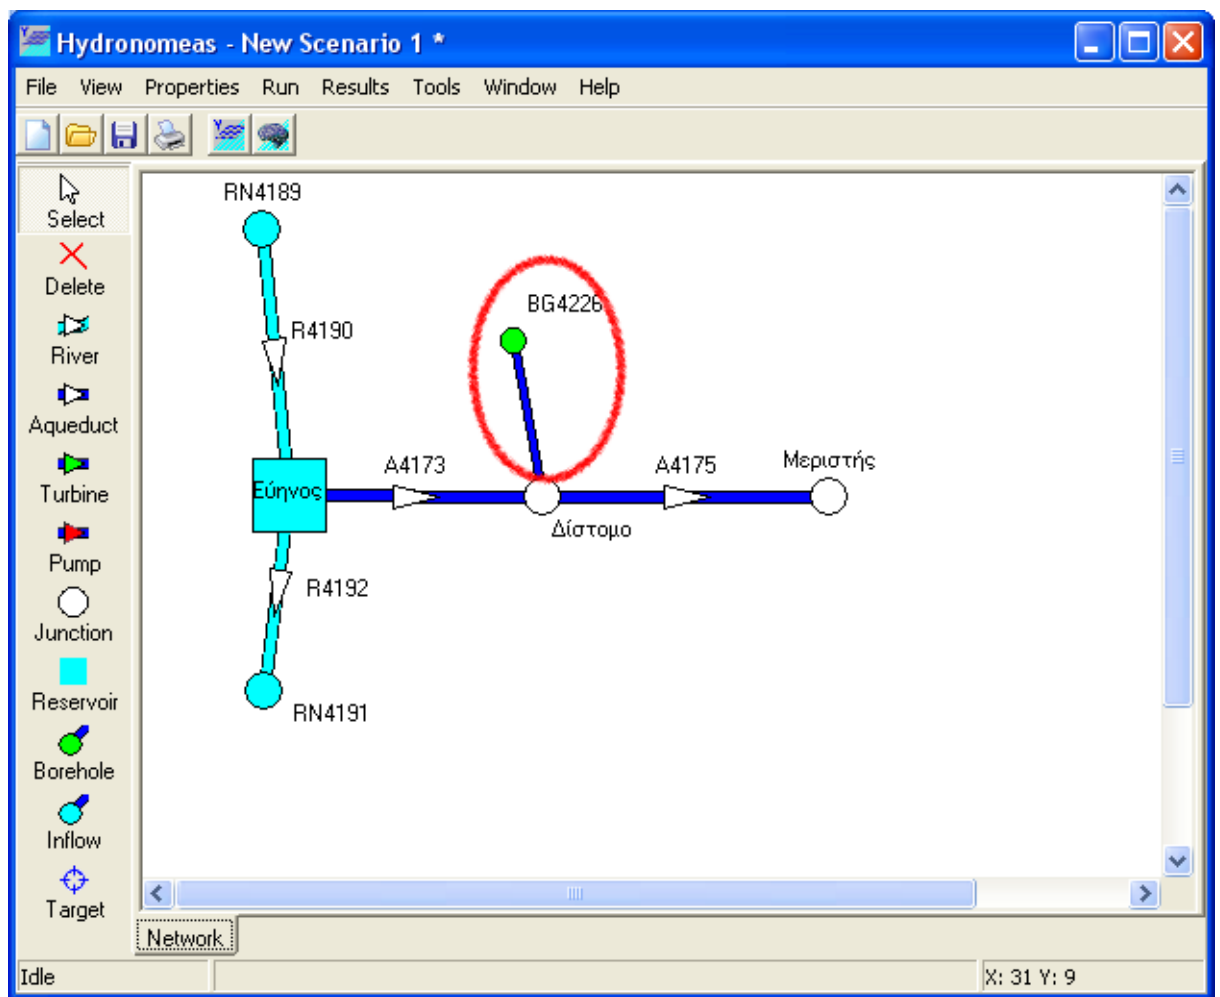 Hydronomeas - New Scenario 1 *
File View Properties Run Results Tools Window Help
Select
Delete
River
Aqueduct
Turbine
Pump
Junction
Reservoir
Borehole
Inflow
Target
RN4189
BG4226
R4190
A4173
A4175
Μεριστής
Εύηνος
Δίστομο
R4192
RN4191
Network
Idle
X: 31 Y: 9